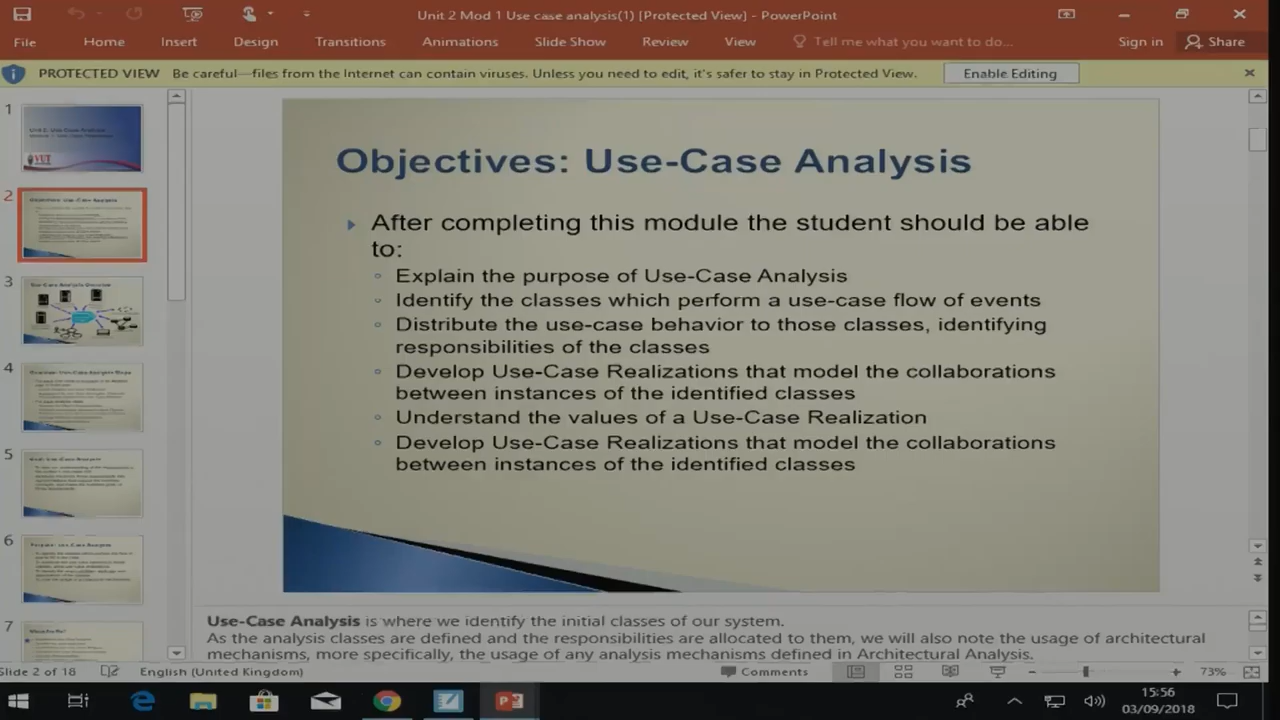 Unit 2 Mod 1 Use case analysis(1) [Protected View] - PowerPoint
File Home Insert Design Transitions Animations Slide Show Review View Tell me what you want to do... Sign in Share
PROTECTED VIEW Be careful—files from the Internet can contain viruses. Unless you need to edit, it's safer to stay in Protected View. Enable Editing
1
2
3
4
5
6
7
VUT
Objectives: Use-Case Analysis
After completing this module the student should be able
to:
Explain the purpose of Use-Case Analysis
Identify the classes which perform a use-case flow of events
Distribute the use-case behavior to those classes, identifying
responsibilities of the classes
Develop Use-Case Realizations that model the collaborations
between instances of the identified classes
Understand the values of a Use-Case Realization
Develop Use-Case Realizations that model the collaborations
between instances of the identified classes
Use-Case Analysis is where we identify the initial classes of our system.
As the analysis classes are defined and the responsibilities are allocated to them, we will also note the usage of architectural
mechanisms, more specifically, the usage of any analysis mechanisms defined in Architectural Analysis.
Slide 2 of 18 English (United Kingdom) Comments 73%
15:56
03/09/2018